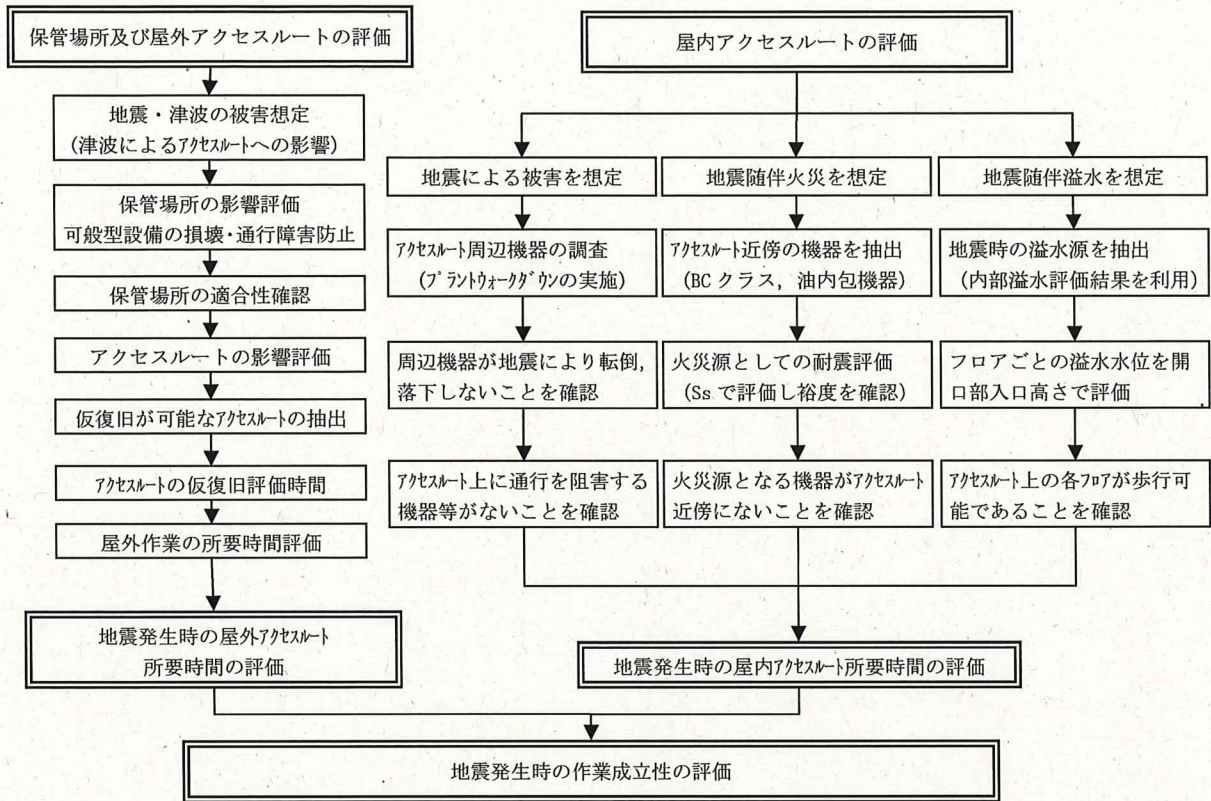 保管場所及び屋外アクセスルートの評価
地震・津波の被害想定
(津波によるｱｸｾｽﾙｰﾄへの影響)
保管場所の影響評価
可般型設備の損壊・通行障害防止
保管場所の適合性確認
アクセスルートの影響評価
仮復旧が可能なｱｸｾｽﾙｰﾄの抽出
ｱｸｾｽﾙｰﾄの仮復旧評価時間
屋外作業の所要時間評価
地震発生時の屋外ｱｸｾｽﾙｰﾄ
所要時間の評価
屋内アクセスルートの評価
地震による被害を想定
ｱｸｾｽﾙｰﾄ周辺機器の調査
(ﾌﾟﾗﾝﾄｳｫｰｸﾀﾞｳﾝの実施)
周辺機器が地震により転倒,
落下しないことを確認
ｱｸｾｽﾙｰﾄ上に通行を阻害する
機器等がないことを確認
地震随伴火災を想定
ｱｸｾｽﾙｰﾄ近傍の機器を抽出
(BC クラス, 油内包機器)
火災源としての耐震評価
(Ss で評価し裕度を確認)
火災源となる機器がｱｸｾｽﾙｰﾄ
近傍にないことを確認
地震随伴溢水を想定
地震時の溢水源を抽出
(内部溢水評価結果を利用)
フロアごとの溢水水位を開
口部入口高さで評価
ｱｸｾｽﾙｰﾄ上の各ﾌﾛｱが歩行可
能であることを確認
地震発生時の屋内ｱｸｾｽﾙｰﾄ所要時間の評価
地震発生時の作業成立性の評価